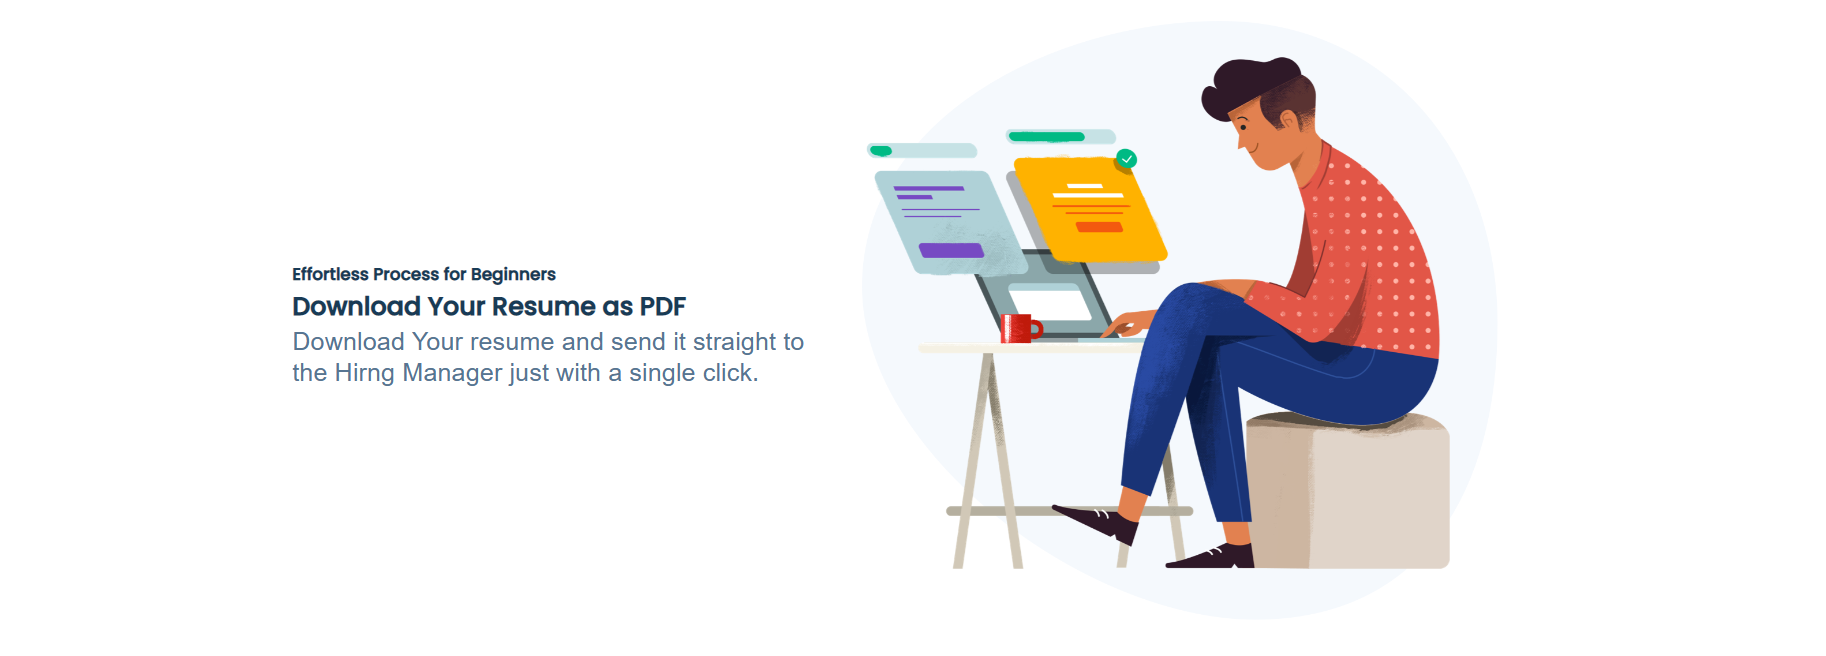 Effortless Process for Beginners
Download Your Resume as PDF
Download Your resume and send it straight to
the Hirng Manager just with a single click.